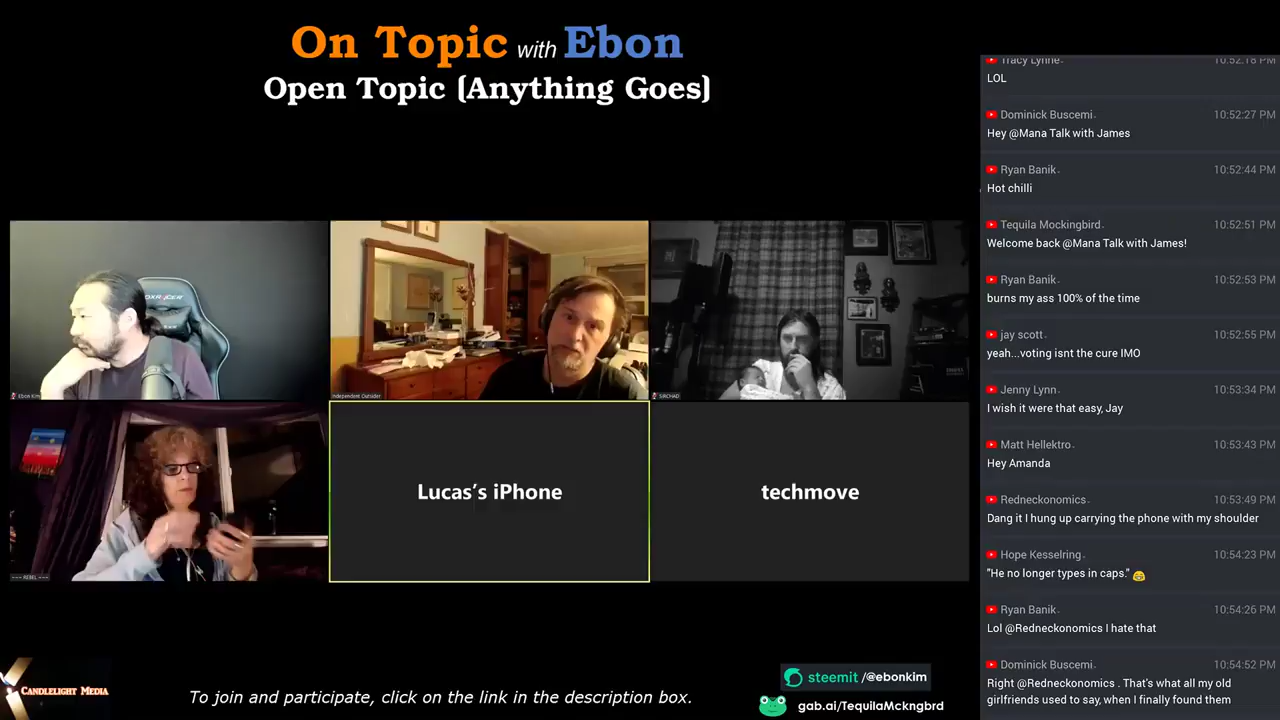 On Topic with Ebon
Open Topic (Anything Goes)
Ebon Kim
Independent Outsider
SIRCHAD
--- REBEL ---
Lucas's iPhone
techmove
CANDLELIGHT MEDIA
To join and participate, click on the link in the description box.
steemit /@ebonkim
gab.ai/TequilaMckngbrd
Tracy Lynne 10:52:18 PM
LOL
Dominick Buscemi 10:52:27 PM
Hey @Mana Talk with James
Ryan Banik 10:52:44 PM
Hot chilli
Tequila Mockingbird 10:52:51 PM
Welcome back @Mana Talk with James!
Ryan Banik 10:52:53 PM
burns my ass 100% of the time
jay scott 10:52:55 PM
yeah...voting isnt the cure IMO
Jenny Lynn 10:53:34 PM
I wish it were that easy, Jay
Matt Hellektro 10:53:43 PM
Hey Amanda
Redneckonomics 10:53:49 PM
Dang it I hung up carrying the phone with my shoulder
Hope Kesselring 10:54:23 PM
"He no longer types in caps."
Ryan Banik 10:54:26 PM
Lol @Redneckonomics I hate that
Dominick Buscemi 10:54:52 PM
Right @Redneckonomics . That's what all my old
girlfriends used to say, when I finally found them